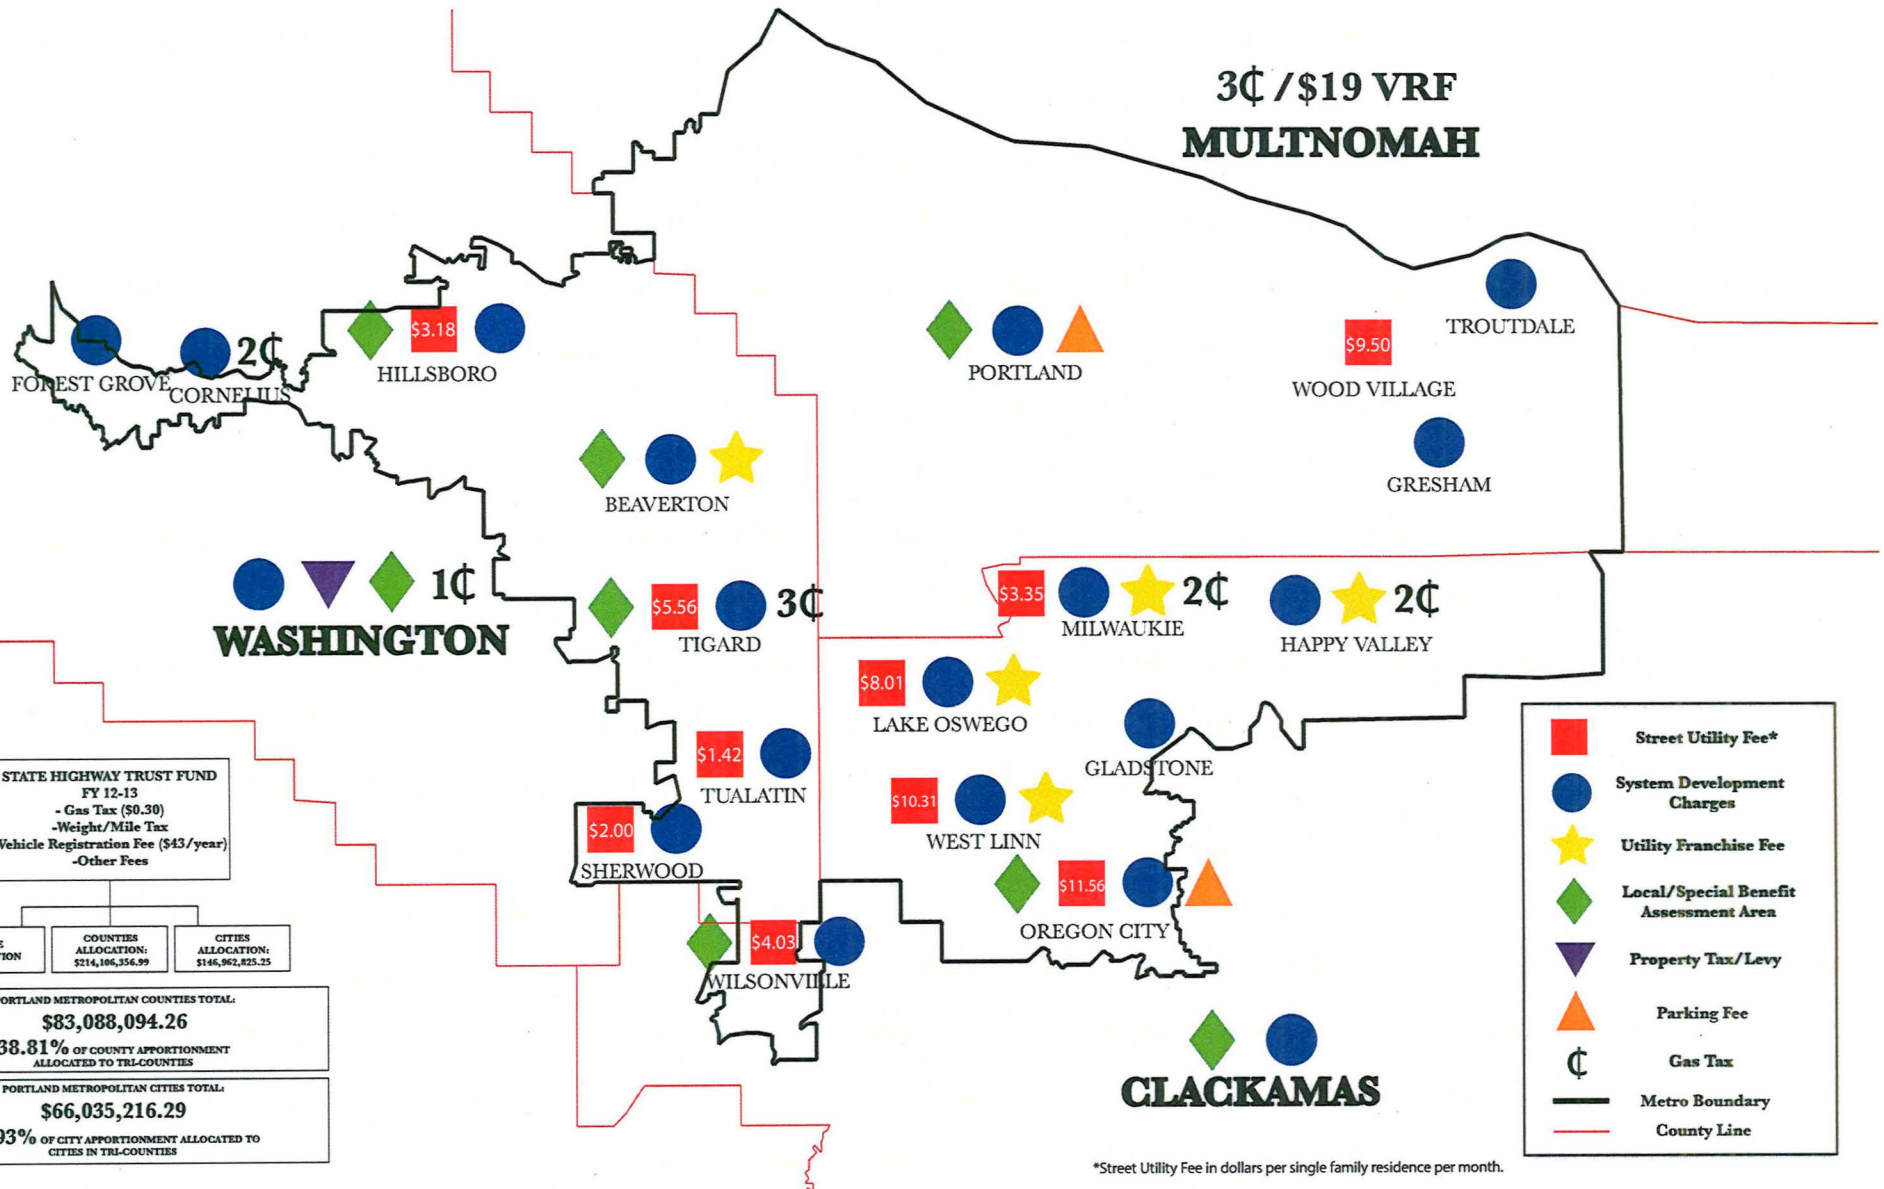 3₵ / $19 VRF
MULTNOMAH
TROUTDALE
$9.50
WOOD VILLAGE
GRESHAM
PORTLAND
2₵
FOREST GROVE
CORNELIUS
$3.18
HILLSBORO
BEAVERTON
1₵
WASHINGTON
$5.56
3₵
TIGARD
$3.35
2₵
MILWAUKIE
2₵
HAPPY VALLEY
$8.01
LAKE OSWEGO
GLADSTONE
$1.42
TUALATIN
$10.31
WEST LINN
$2.00
SHERWOOD
$11.56
OREGON CITY
$4.03
WILSONVILLE
CLACKAMAS
STATE HIGHWAY TRUST FUND
FY 12-13
- Gas Tax ($0.30)
-Weight/Mile Tax
Vehicle Registration Fee ($43/year)
-Other Fees
COUNTIES
ALLOCATION:
$214,106,356.99
CITIES
ALLOCATION:
$146,962,825.25
PORTLAND METROPOLITAN COUNTIES TOTAL:
$83,088,094.26
38.81% OF COUNTY APPORTIONMENT
ALLOCATED TO TRI-COUNTIES
PORTLAND METROPOLITAN CITIES TOTAL:
$66,035,216.29
93% OF CITY APPORTIONMENT ALLOCATED TO
CITIES IN TRI-COUNTIES
Street Utility Fee*
System Development
Charges
Utility Franchise Fee
Local/Special Benefit
Assessment Area
Property Tax/Levy
Parking Fee
₵ Gas Tax
Metro Boundary
County Line
*Street Utility Fee in dollars per single family residence per month.